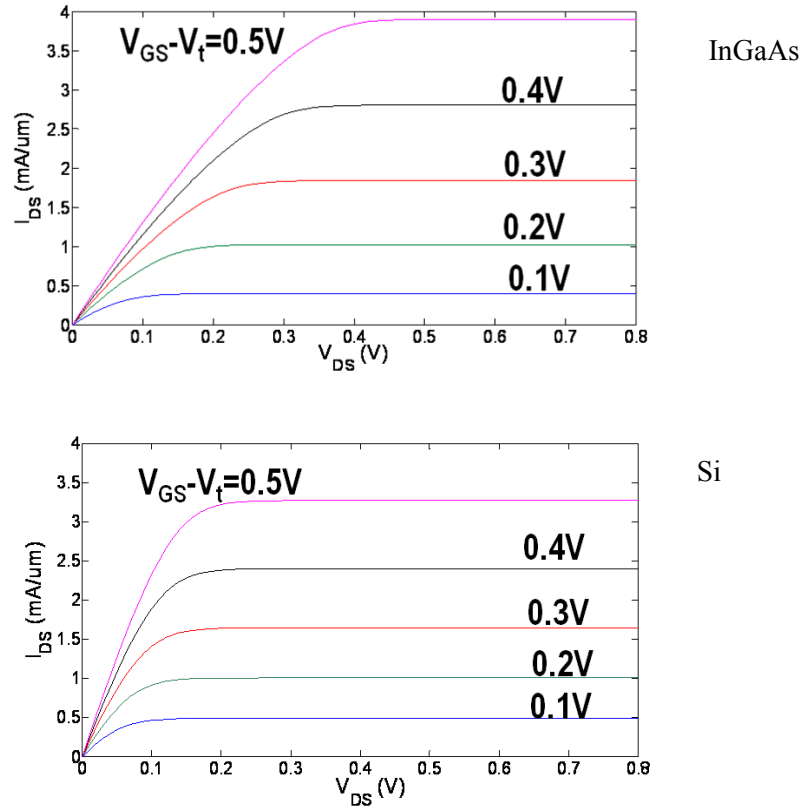 InGaAs
4
3.5
3
2.5
2
1.5
1
0.5
0
I_DS (mA/um)
V_GS-V_t=0.5V
0.4V
0.3V
0.2V
0.1V
0 0.1 0.2 0.3 0.4 0.5 0.6 0.7 0.8
V_DS (V)
Si
4
3.5
3
2.5
2
1.5
1
0.5
0
I_DS (mA/um)
V_GS-V_t=0.5V
0.4V
0.3V
0.2V
0.1V
0 0.1 0.2 0.3 0.4 0.5 0.6 0.7 0.8
V_DS (V)